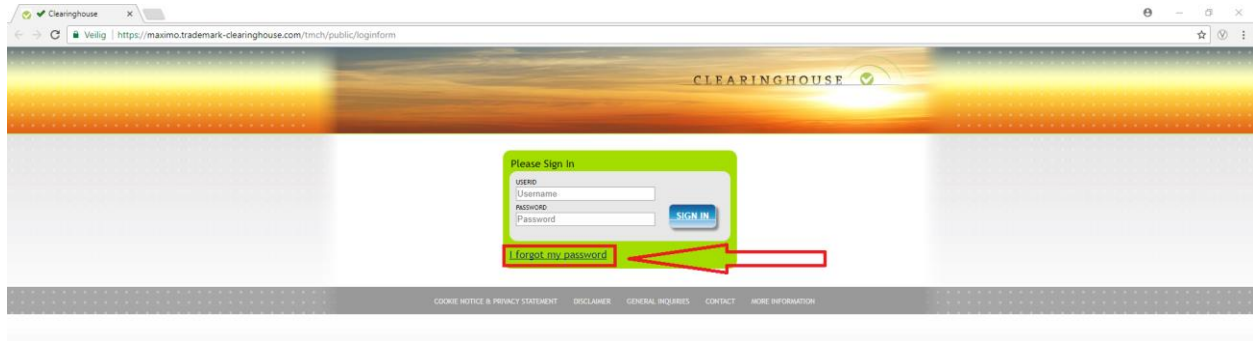 Clearinghouse
Veilig | https://maximo.trademark-clearinghouse.com/tmch/public/loginform
CLEARINGHOUSE
Please Sign In
USERID
Username
PASSWORD
Password
SIGN IN
I forgot my password
COOKIE NOTICE & PRIVACY STATEMENT DISCLAIMER GENERAL INQUIRIES CONTACT MORE INFORMATION